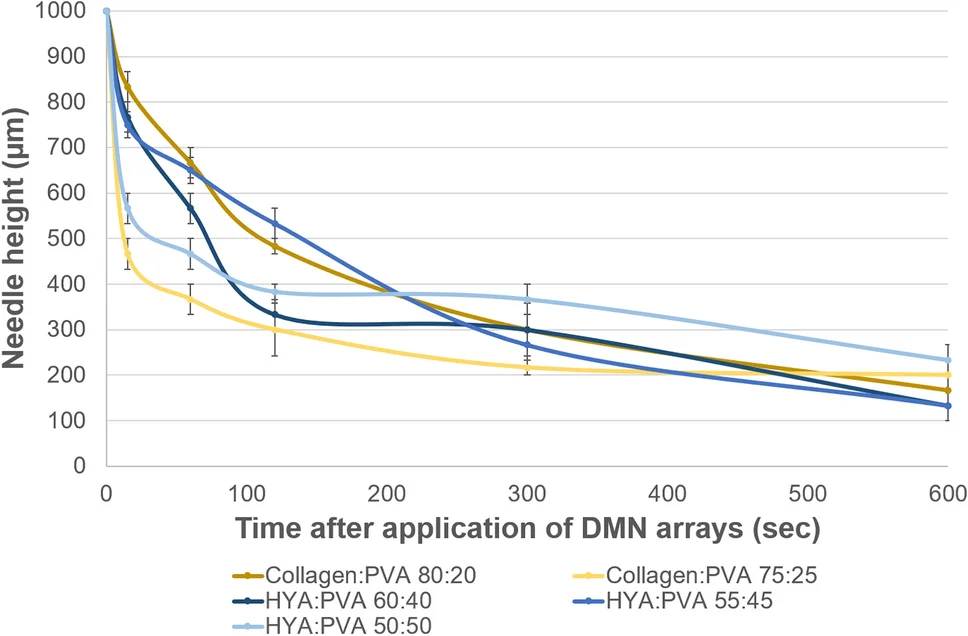 Needle height (µm)
1000
900
800
700
600
500
400
300
200
100
0
0 100 200 300 400 500 600
Time after application of DMN arrays (sec)
Collagen:PVA 80:20 Collagen:PVA 75:25
HYA:PVA 60:40 HYA:PVA 55:45
HYA:PVA 50:50